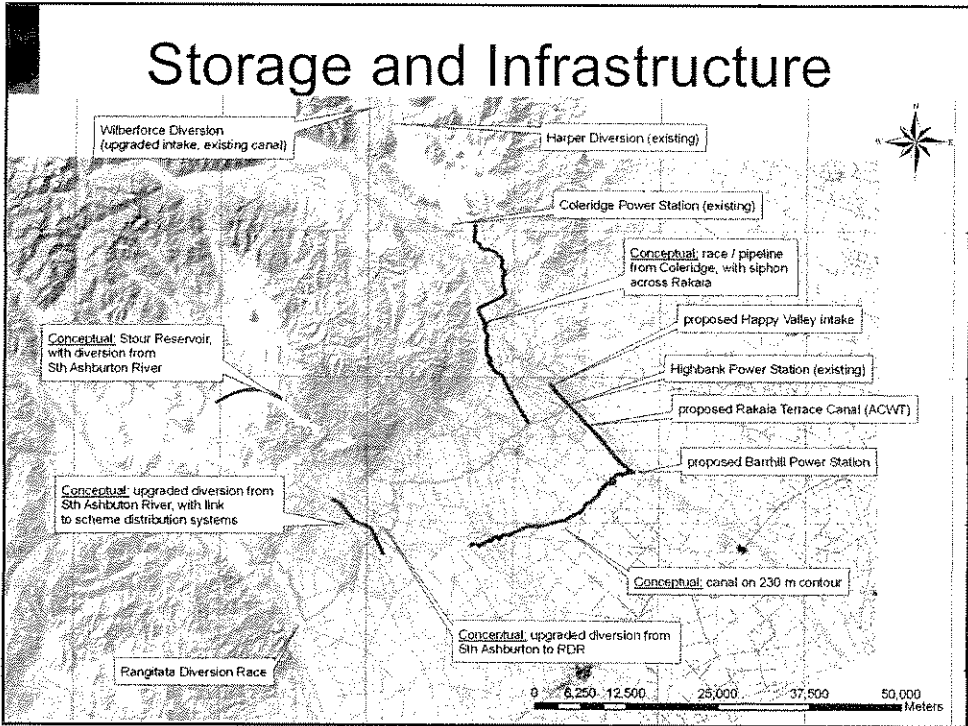 Storage and Infrastructure
Wilberforce Diversion
(upgraded intake, existing canal)
Harper Diversion (existing)
N
W
E
S
Coleridge Power Station (existing)
Conceptual: race / pipeline
from Coleridge, with siphon
across Rakaia
proposed Happy Valley intake
Conceptual: Stour Reservoir,
with diversion from
Sth Ashburton River
Highbank Power Station (existing)
proposed Rakaia Terrace Canal (ACWT)
proposed Barrhill Power Station
Conceptual: upgraded diversion from
Sth Ashbuton River, with link
to scheme distribution systems
Conceptual: canal on 230 m contour
Conceptual: upgraded diversion from
Sth Ashburton to RDR
Rangitata Diversion Race
0 6,250 12,500 25,000 37,500 50,000
Meters